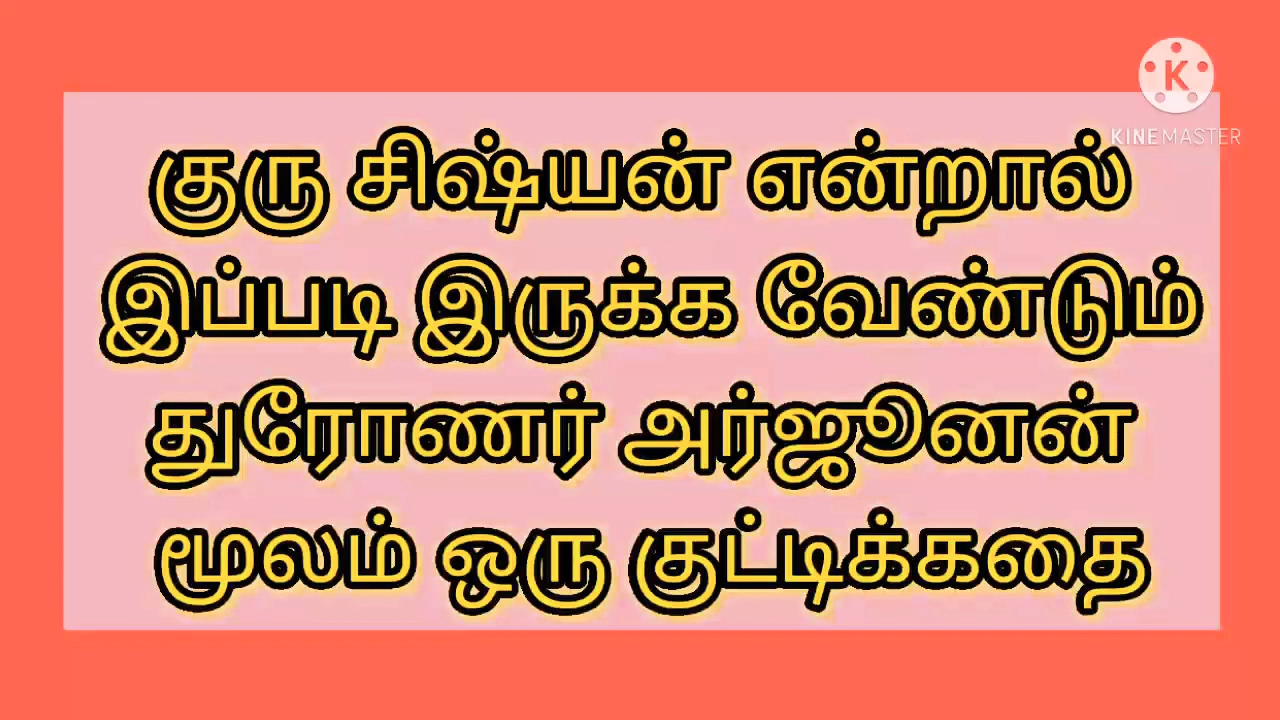 KINEMASTER
குரு சிஷ்யன் என்றால்
இப்படி இருக்க வேண்டும்
துரோணர் அர்ஜூனன்
மூலம் ஒரு குட்டிக்கதை